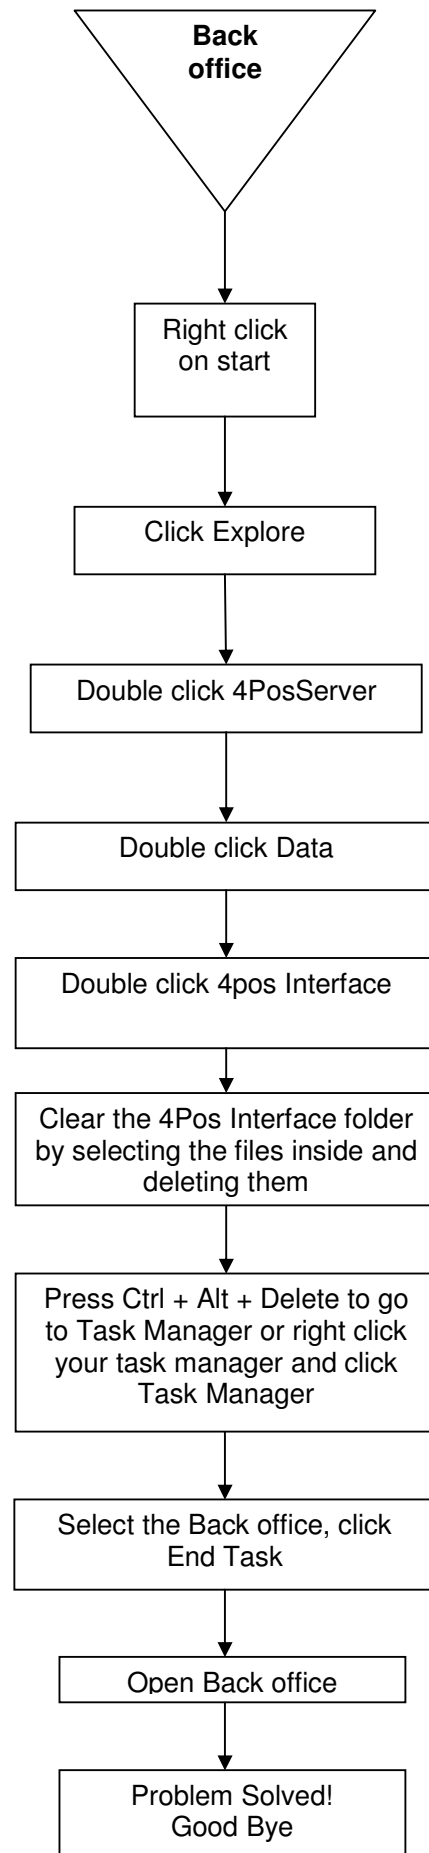 Back
office
Right click
on start
Click Explore
Double click 4PosServer
Double click Data
Double click 4pos Interface
Clear the 4Pos Interface folder
by selecting the files inside and
deleting them
Press Ctrl + Alt + Delete to go
to Task Manager or right click
your task manager and click
Task Manager
Select the Back office, click
End Task
Open Back office
Problem Solved!
Good Bye